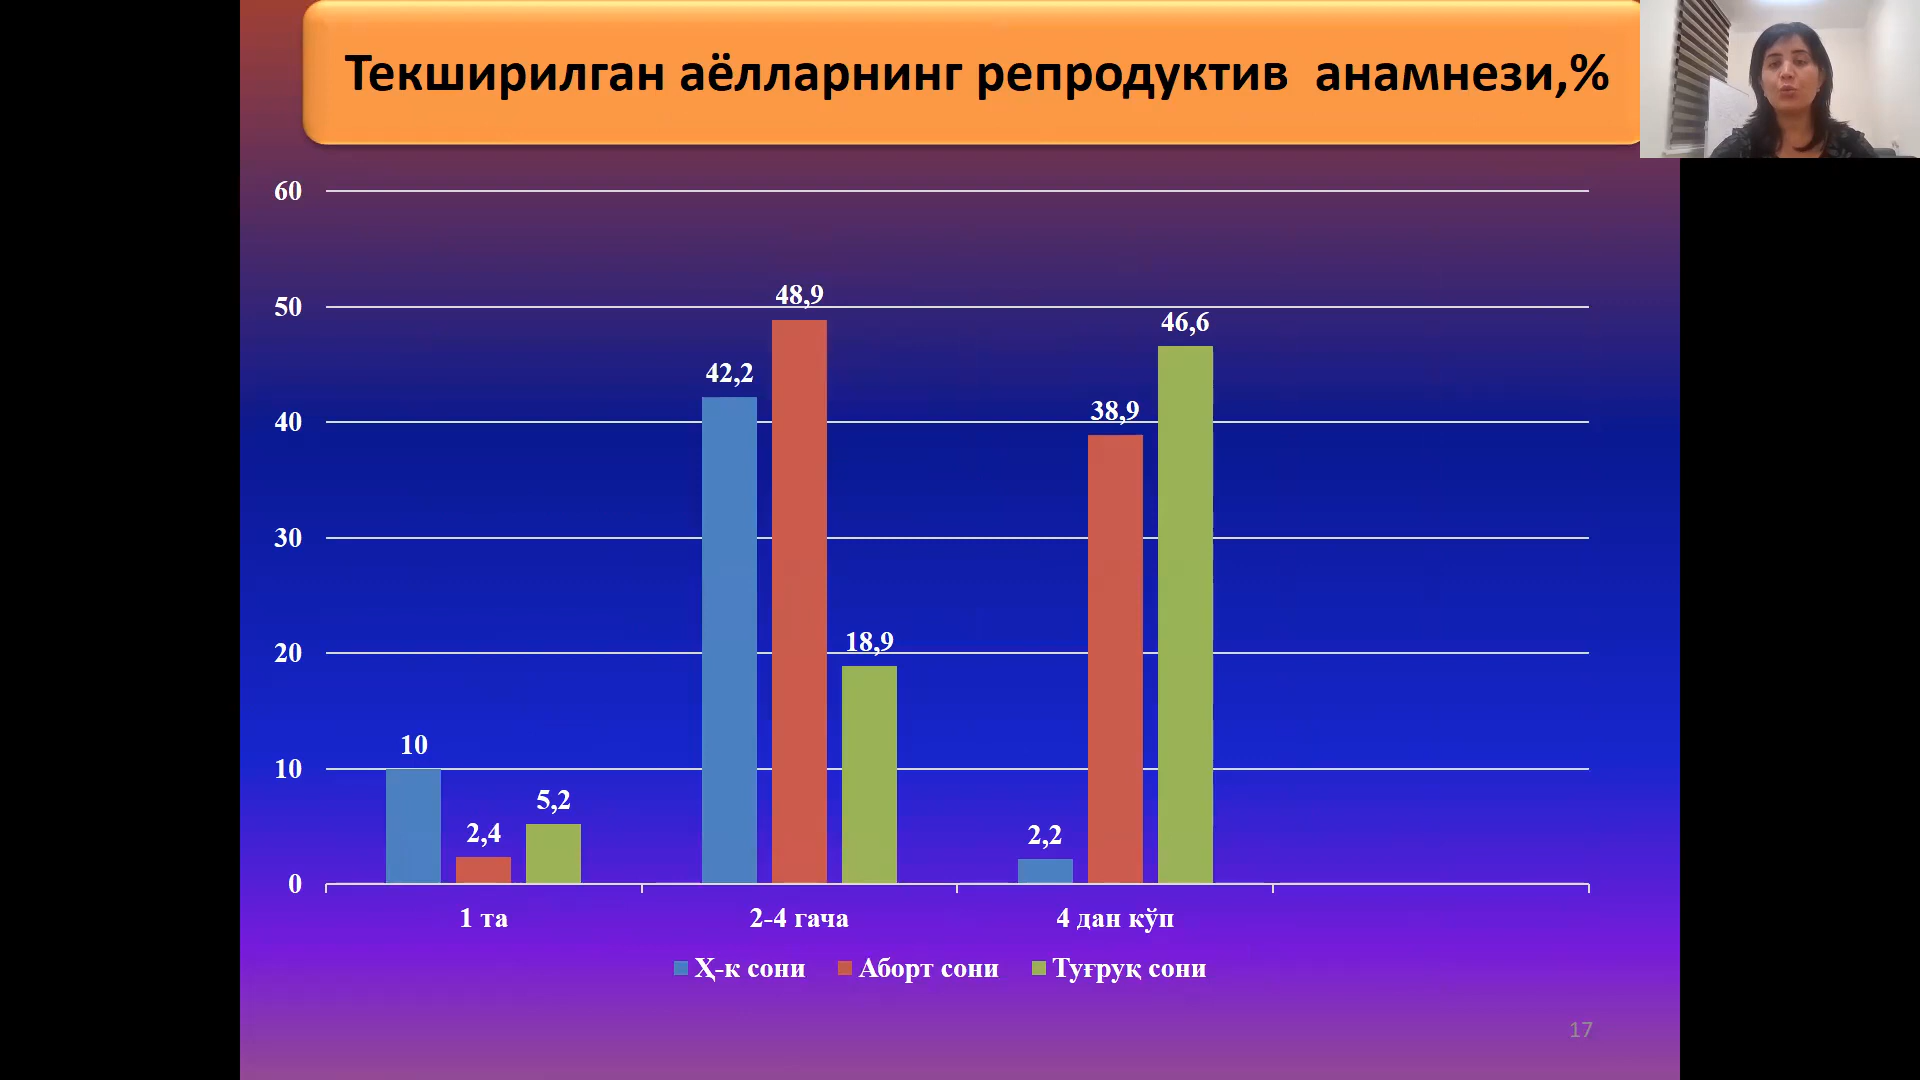 Текширилган аёлларнинг репродуктив анамнези,%
60
50
40
30
20
10
0
10
2,4
5,2
42,2
48,9
18,9
2,2
38,9
46,6
1 та
2-4 гача
4 дан кўп
Ҳ-к сони
Аборт сони
Туғруқ сони
17